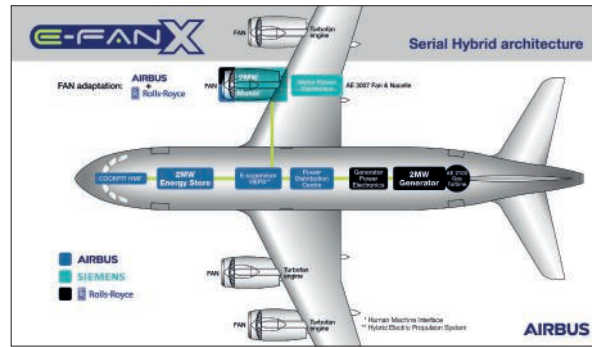 E-FAN X
Serial Hybrid architecture
FAN
Turbofan
engine
FAN adaptation:
AIRBUS
+
Rolls-Royce
2MW
Motor
Motor Power
Electronics
AE 3007 Fan & Nacelle
COCKPIT HMI*
2MW
Energy Store
E-supervisor
HEPS**
Power
Distribution
Centre
Generator
Power
Electronics
2MW
Generator
AE 2100
Gas
Turbine
AIRBUS
SIEMENS
Rolls-Royce
FAN
Turbofan
engine
FAN
Turbofan
engine
* Human Machine Interface
** Hybrid Electric Propulsion System
AIRBUS